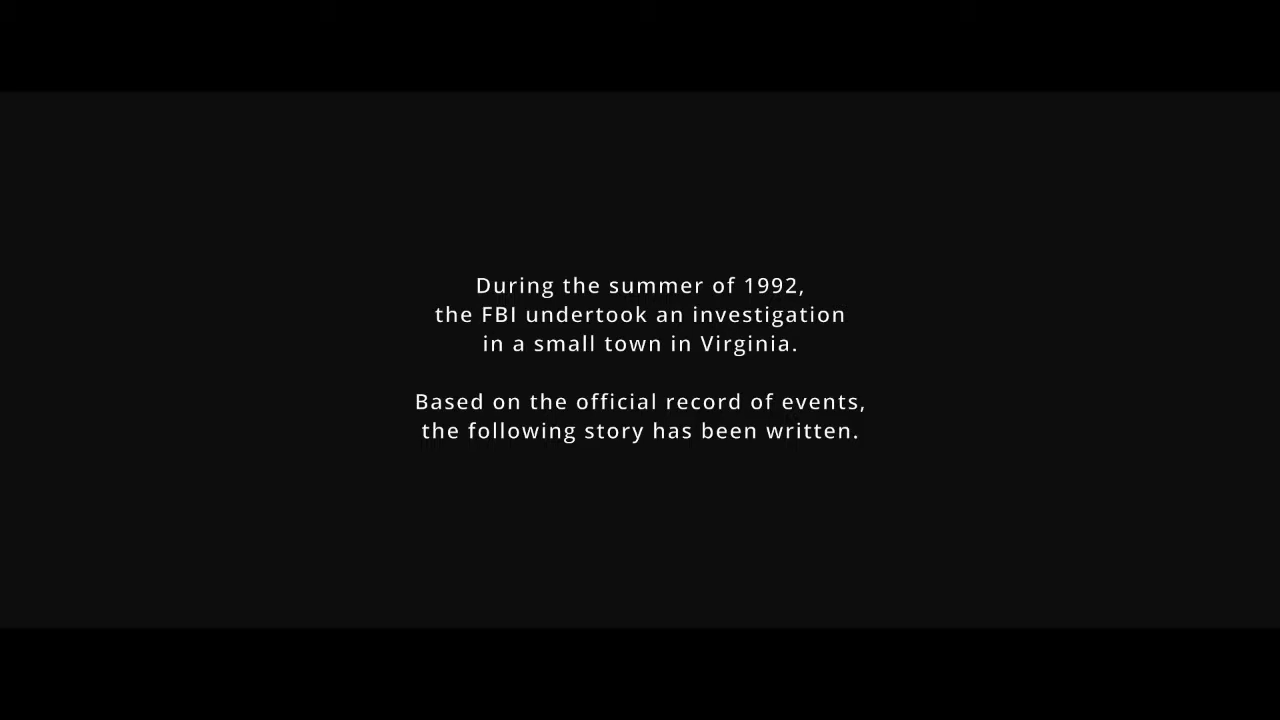 During the summer of 1992,
the FBI undertook an investigation
in a small town in Virginia.
Based on the official record of events,
the following story has been written.